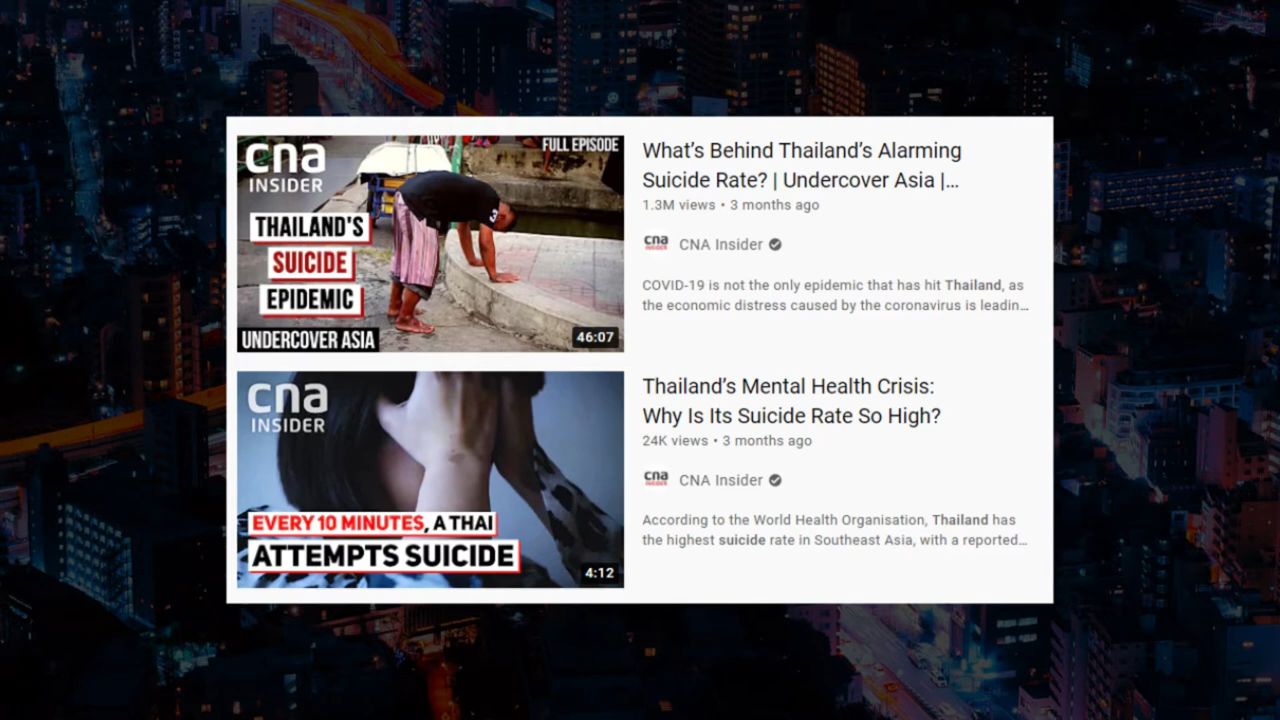 cna
INSIDER
FULL EPISODE
THAILAND'S
SUICIDE
EPIDEMIC
UNDERCOVER ASIA
46:07
What's Behind Thailand's Alarming
Suicide Rate? | Undercover Asia |...
1.3M views • 3 months ago
cna
INSIDER
CNA Insider
COVID-19 is not the only epidemic that has hit Thailand, as
the economic distress caused by the coronavirus is leadin...
cna
INSIDER
EVERY 10 MINUTES, A THAI
ATTEMPTS SUICIDE
4:12
Thailand's Mental Health Crisis:
Why Is Its Suicide Rate So High?
24K views • 3 months ago
cna
INSIDER
CNA Insider
According to the World Health Organisation, Thailand has
the highest suicide rate in Southeast Asia, with a reported...